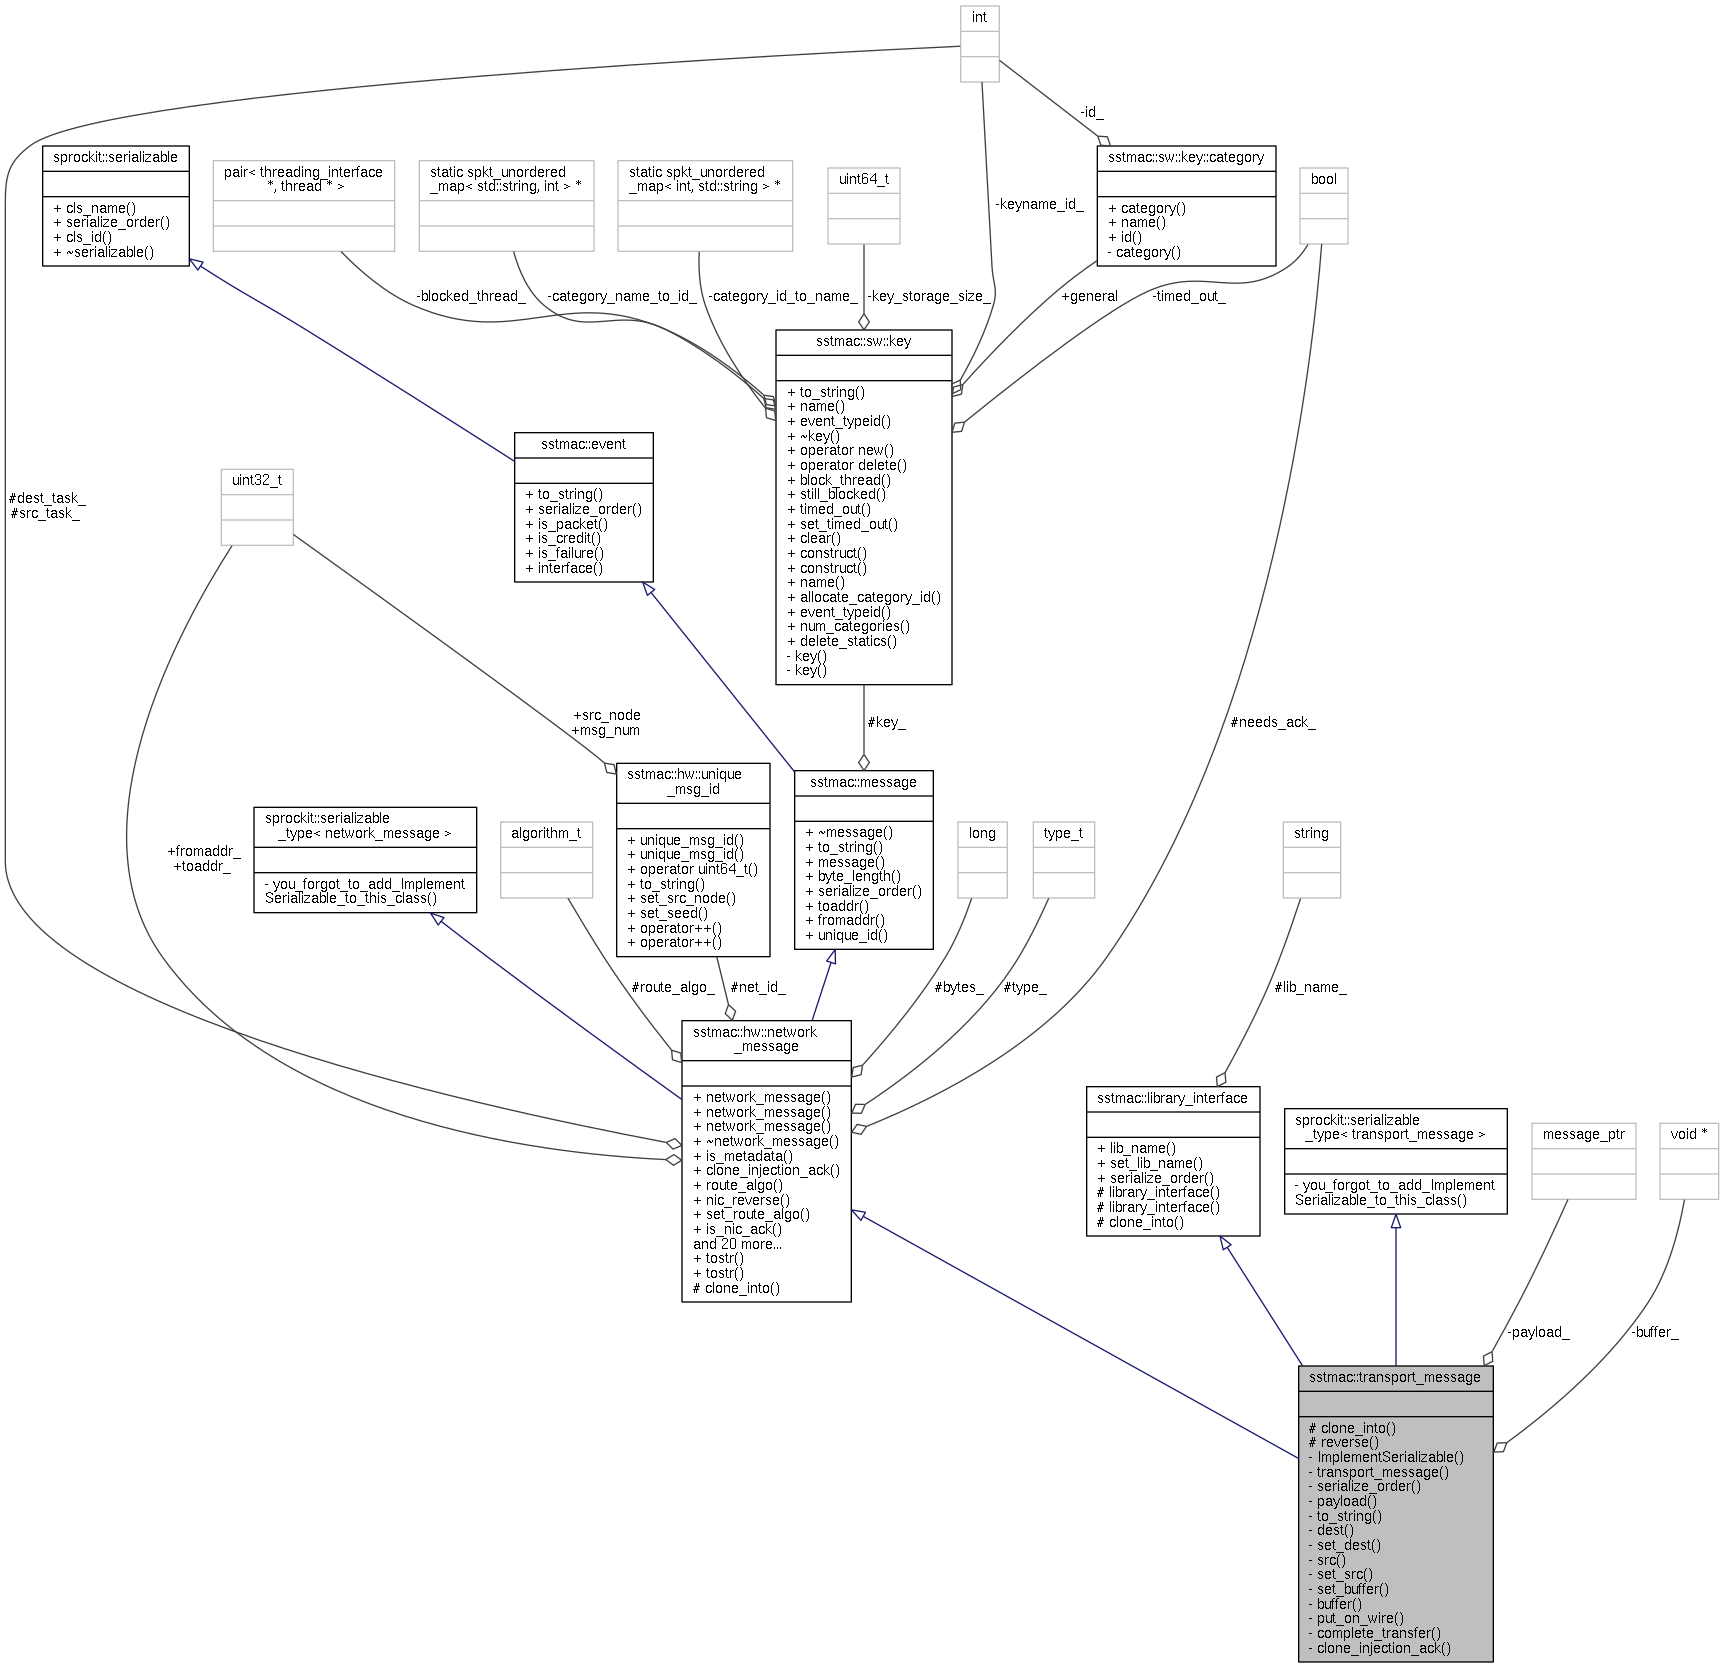 int
-id_
sprockit::serializable
+ cls_name()
+ serialize_order()
+ cls_id()
+ ~serializable()
pair< threading_interface
*, thread * >
static spkt_unordered
_map< std::string, int > *
static spkt_unordered
_map< int, std::string > *
uint64_t
-keyname_id_
sstmac::sw::key::category
+ category()
+ name()
+ id()
- category()
bool
-blocked_thread_
-category_name_to_id_
-category_id_to_name_
-key_storage_size_
+general
-timed_out_
sstmac::sw::key
+ to_string()
+ name()
+ event_typeid()
+ ~key()
+ operator new()
+ operator delete()
+ block_thread()
+ still_blocked()
+ timed_out()
+ set_timed_out()
+ clear()
+ construct()
+ construct()
+ name()
+ allocate_category_id()
+ event_typeid()
+ num_categories()
+ delete_statics()
- key()
- key()
sstmac::event
+ to_string()
+ serialize_order()
+ is_packet()
+ is_credit()
+ is_failure()
+ interface()
uint32_t
#dest_task_
#src_task_
+src_node
+msg_num
#key_
#needs_ack_
sstmac::hw::unique
_msg_id
+ unique_msg_id()
+ unique_msg_id()
+ operator uint64_t()
+ to_string()
+ set_src_node()
+ set_seed()
+ operator++()
+ operator++()
sstmac::message
+ ~message()
+ to_string()
+ message()
+ byte_length()
+ serialize_order()
+ toaddr()
+ fromaddr()
+ unique_id()
+fromaddr_
+toaddr_
sprockit::serializable
_type< network_message >
- you_forgot_to_add_Implement
Serializable_to_this_class()
algorithm_t
long
type_t
string
#route_algo_
#net_id_
#bytes_
#type_
#lib_name_
sstmac::hw::network
_message
+ network_message()
+ network_message()
+ network_message()
+ ~network_message()
+ is_metadata()
+ clone_injection_ack()
+ route_algo()
+ nic_reverse()
+ set_route_algo()
+ is_nic_ack()
and 20 more...
+ tostr()
+ tostr()
# clone_into()
sstmac::library_interface
+ lib_name()
+ set_lib_name()
+ serialize_order()
# library_interface()
# library_interface()
# clone_into()
sprockit::serializable
_type< transport_message >
- you_forgot_to_add_Implement
Serializable_to_this_class()
message_ptr
void *
-payload_
-buffer_
sstmac::transport_message
# clone_into()
# reverse()
- ImplementSerializable()
- transport_message()
- serialize_order()
- payload()
- to_string()
- dest()
- set_dest()
- src()
- set_src()
- set_buffer()
- buffer()
- put_on_wire()
- complete_transfer()
- clone_injection_ack()